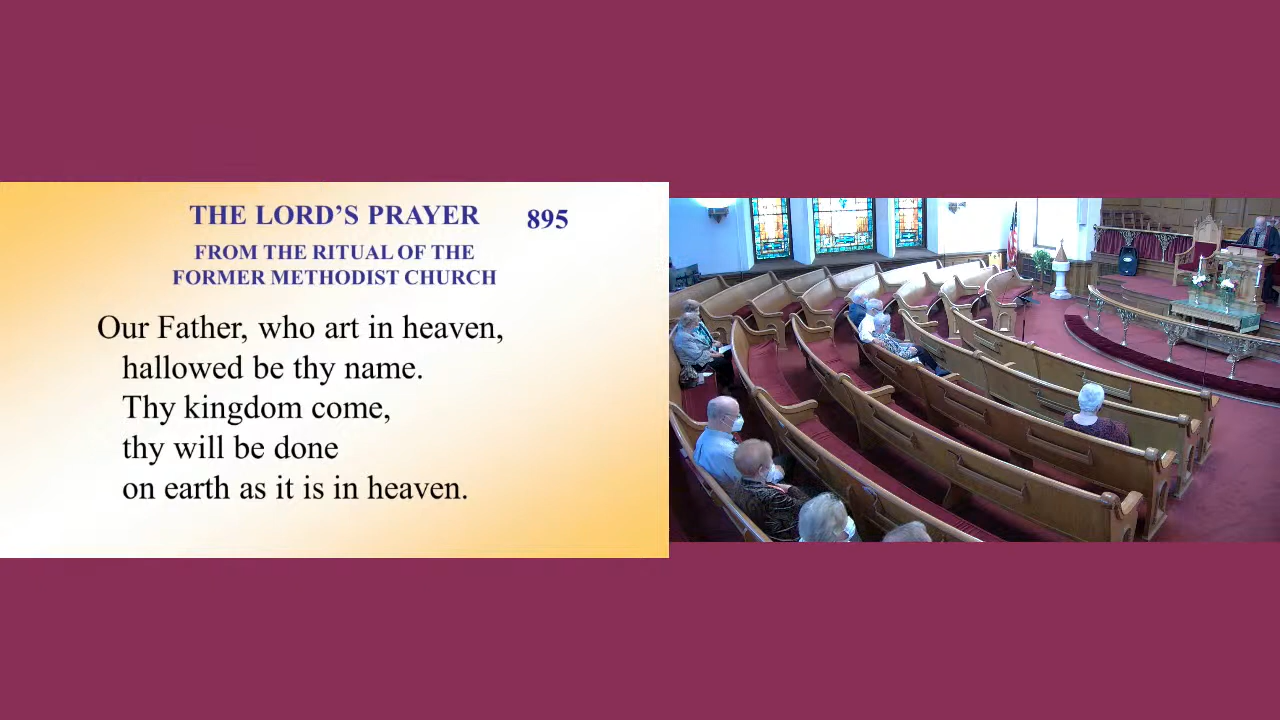 THE LORD'S PRAYER 895
FROM THE RITUAL OF THE
FORMER METHODIST CHURCH
Our Father, who art in heaven,
hallowed be thy name.
Thy kingdom come,
thy will be done
on earth as it is in heaven.